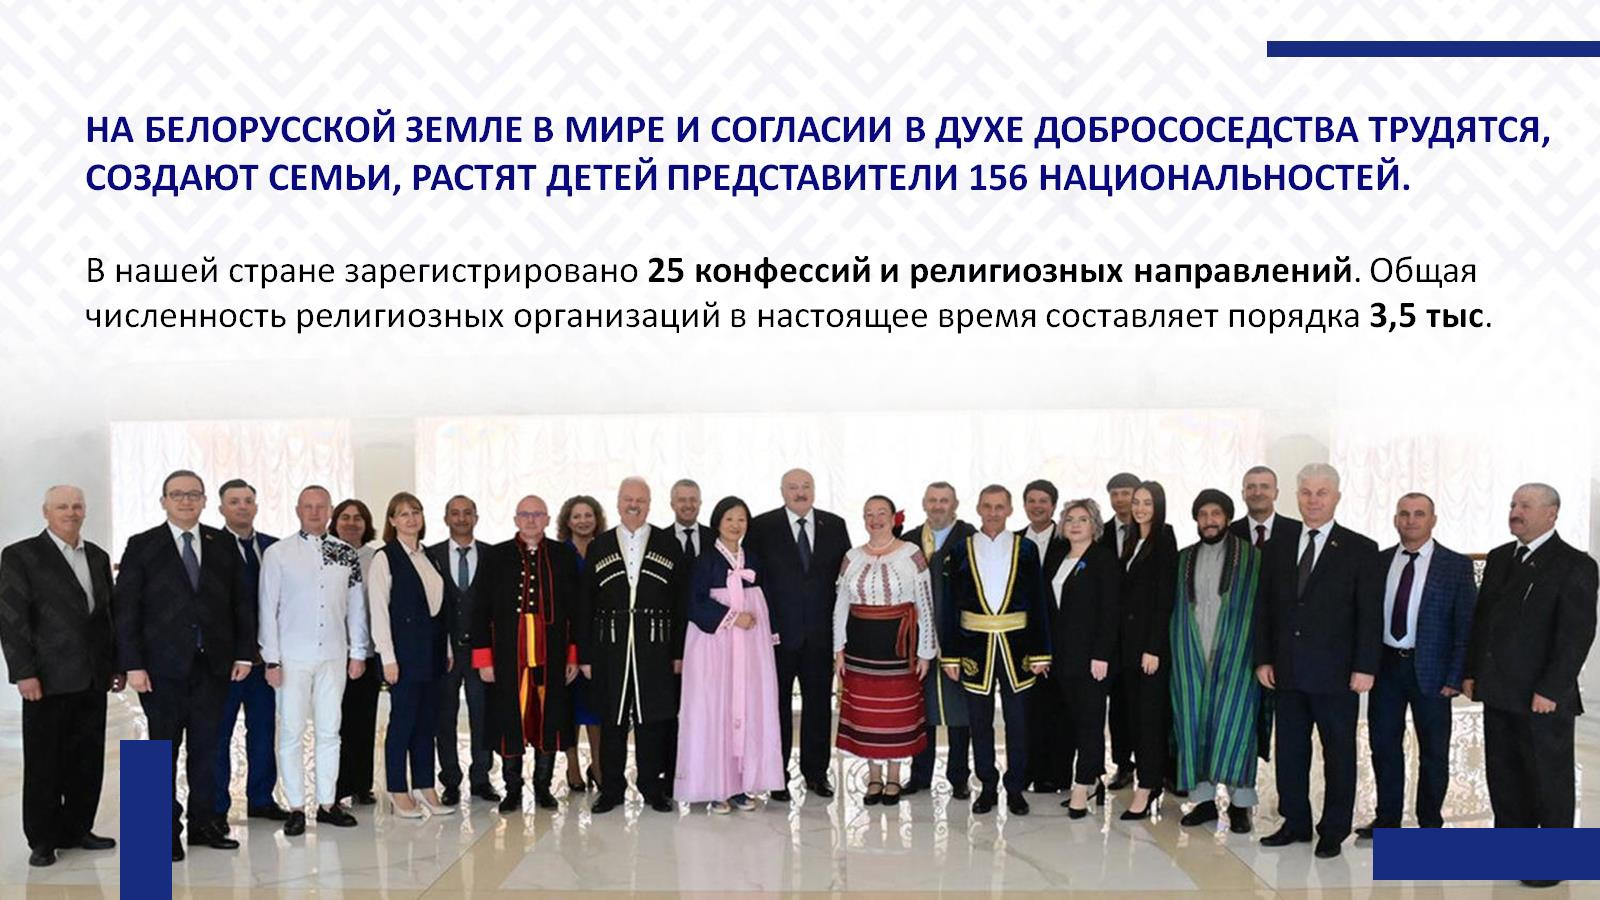 НА БЕЛОРУССКОЙ ЗЕМЛЕ В МИРЕ И СОГЛАСИИ В ДУХЕ ДОБРОСОСЕДСТВА ТРУДЯТСЯ,
СОЗДАЮТ СЕМЬИ, РАСТЯТ ДЕТЕЙ ПРЕДСТАВИТЕЛИ 156 НАЦИОНАЛЬНОСТЕЙ.
В нашей стране зарегистрировано 25 конфессий и религиозных направлений. Общая
численность религиозных организаций в настоящее время составляет порядка 3,5 тыс.